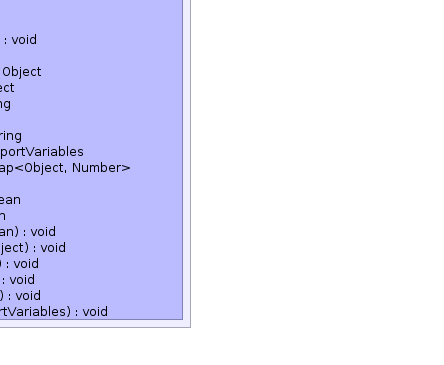 : void
Object
ect
ng
ring
portVariables
ap<Object, Number>
ean
n
an) : void
ject) : void
) : void
: void
) : void
rtVariables) : void